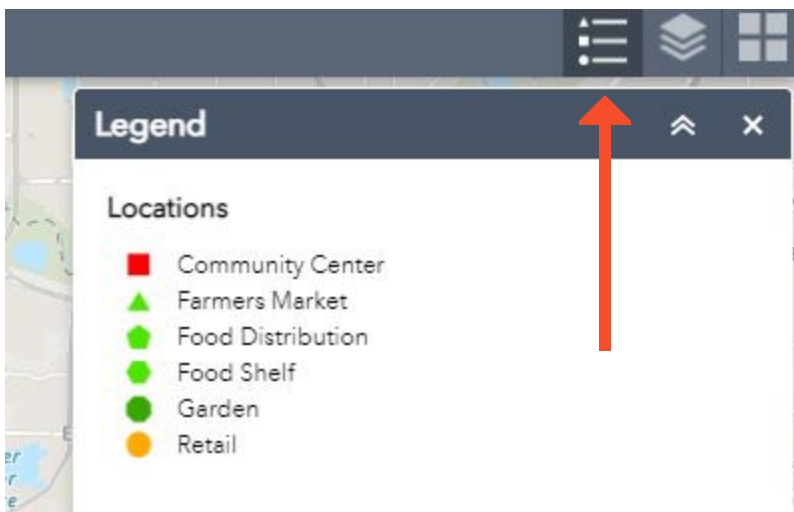 Legend
Locations
Community Center
Farmers Market
Food Distribution
Food Shelf
Garden
Retail